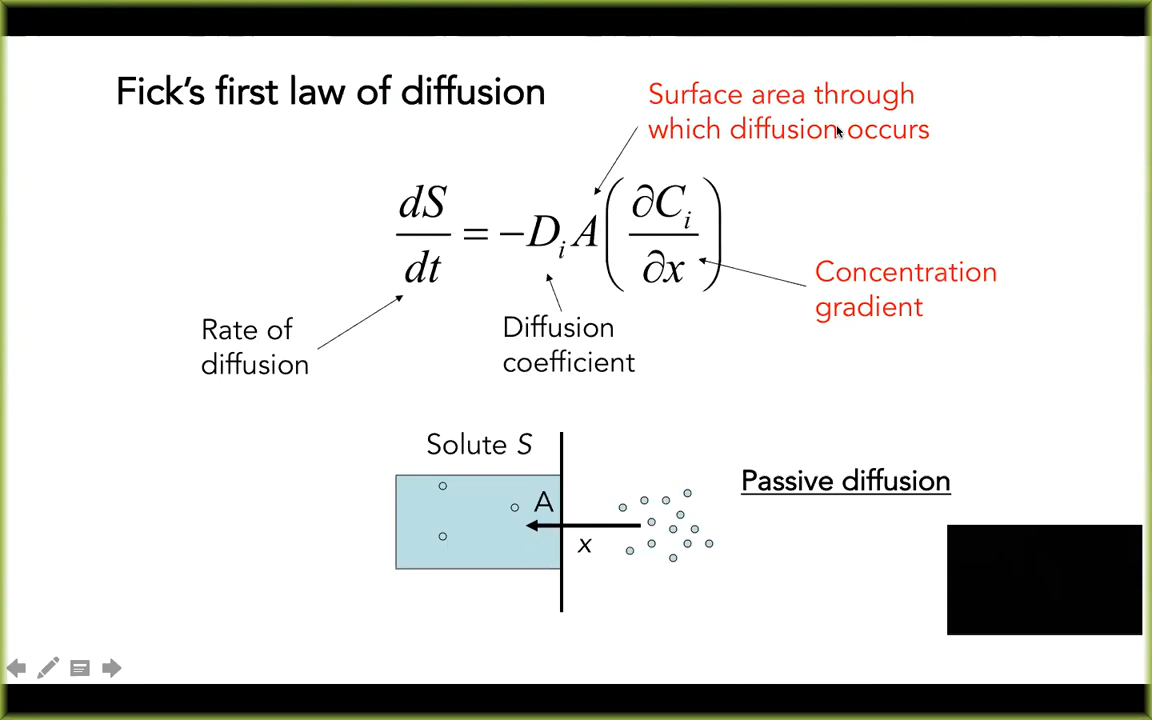 Fick's first law of diffusion
Surface area through
which diffusion occurs
dS/dt = −D_i A(∂C_i/∂x)
Concentration
gradient
Rate of
diffusion
Diffusion
coefficient
Solute S
Passive diffusion
A
x